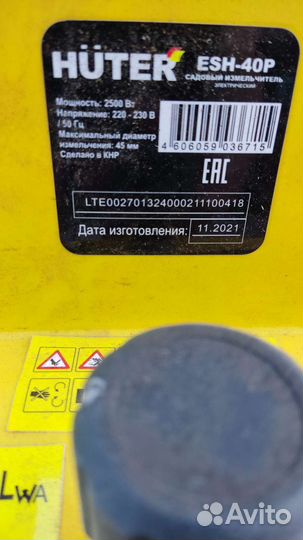 HÜTER
ESH-40P
САДОВЫЙ ИЗМЕЛЬЧИТЕЛЬ
ЭЛЕКТРИЧЕСКИЙ
Мощность: 2500 Вт
Напряжение: 220 - 230 В
/ 50 Гц
Максимальный диаметр
измельчения: 45 мм
Сделано в КНР
4 606059 036715
EAC
LTE002701324000211100418
Дата изготовления: 11.2021
LWA
Avito